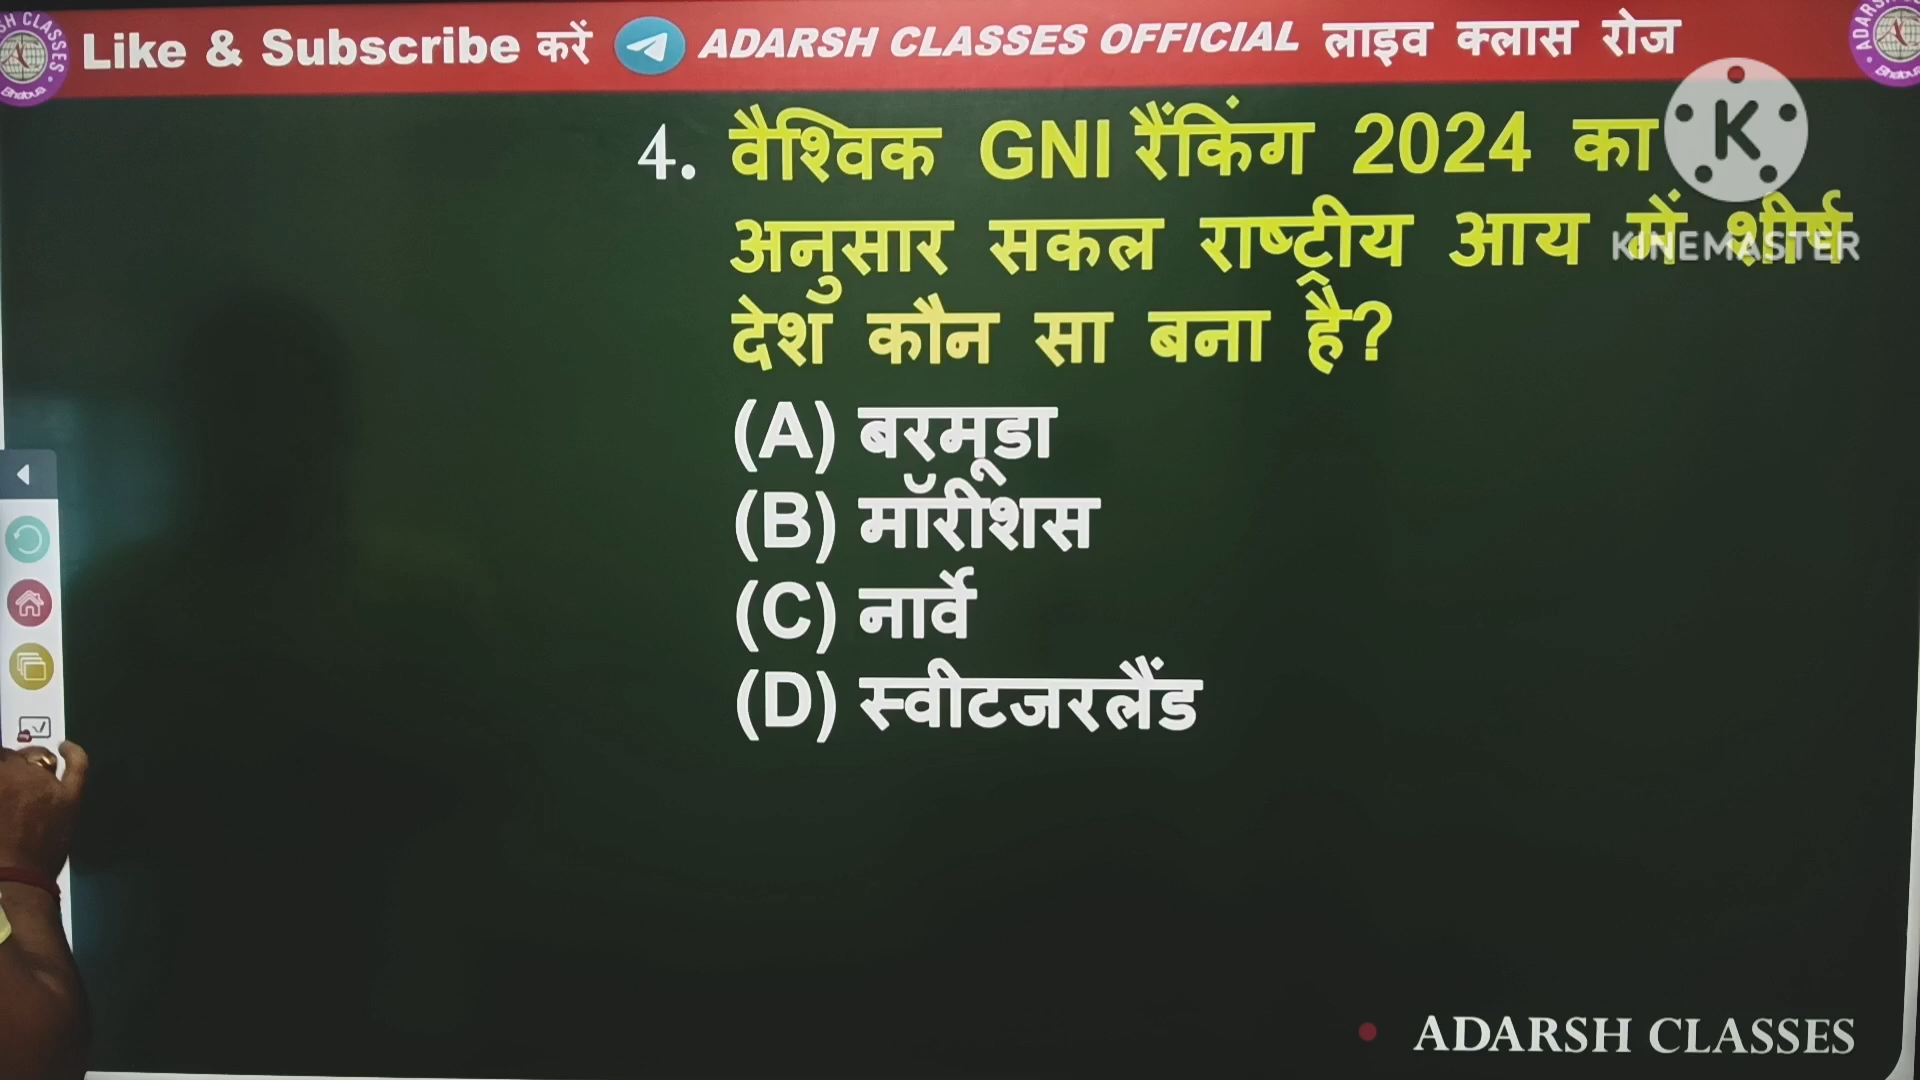 Like & Subscribe करें ADARSH CLASSES OFFICIAL लाइव क्लास रोज
4. वैश्विक GNI रैंकिंग 2024 का
अनुसार सकल राष्ट्रीय आय में शीर्ष
देश कौन सा बना है?
(A) बरमूडा
(B) मॉरीशस
(C) नार्वे
(D) स्वीटजरलैंड
K
KINEMASTER
ADARSH CLASSES